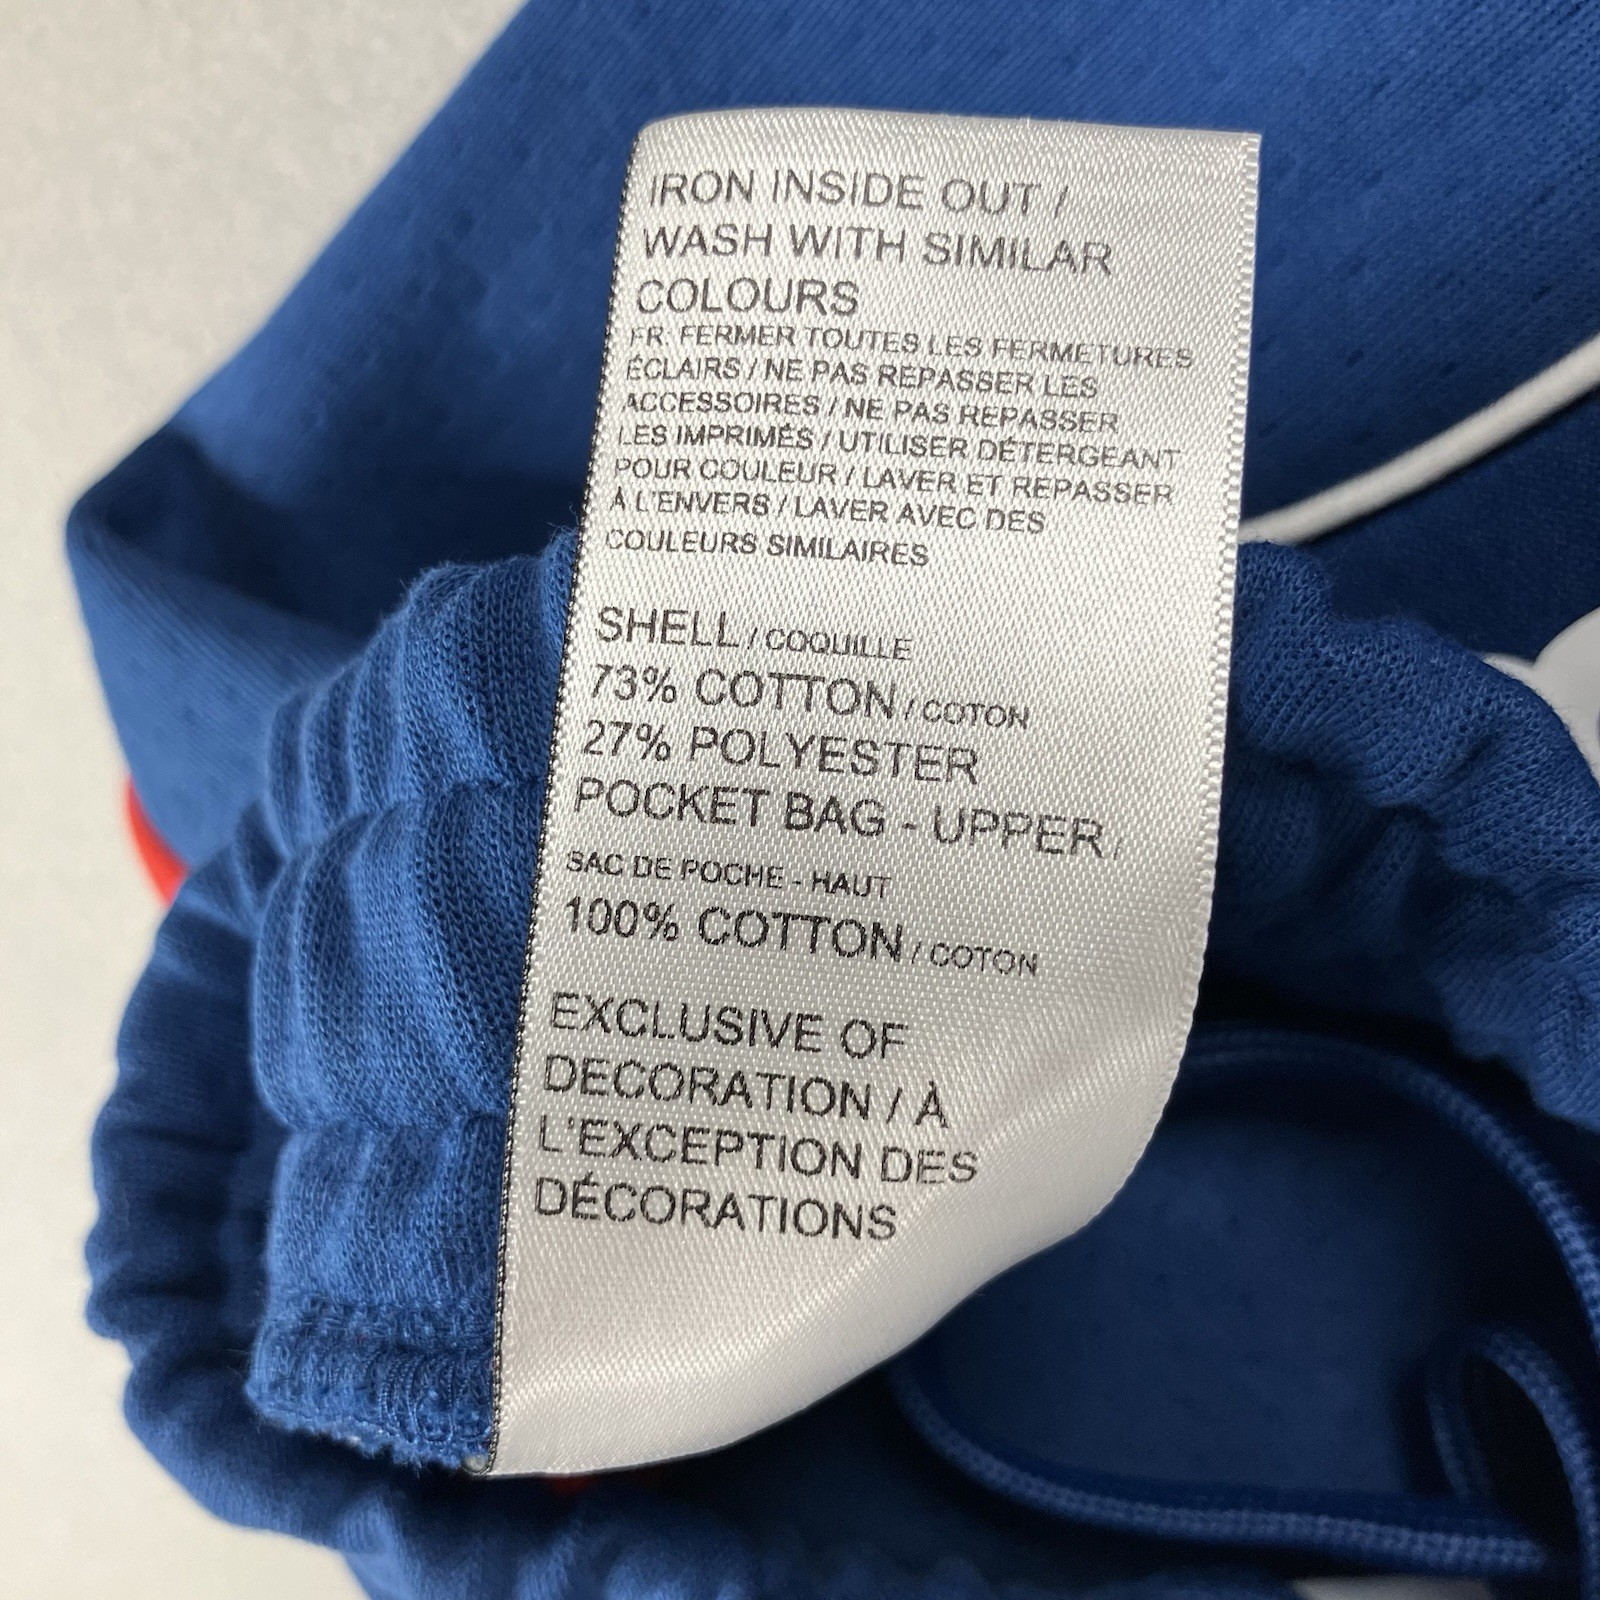 IRON INSIDE OUT /
WASH WITH SIMILAR
COLOURS
FR: FERMER TOUTES LES FERMETURES
ÉCLAIRS / NE PAS REPASSER LES
ACCESSOIRES / NE PAS REPASSER
LES IMPRIMÉS / UTILISER DÉTERGEANT
POUR COULEUR / LAVER ET REPASSER
À L'ENVERS / LAVER AVEC DES
COULEURS SIMILAIRES
SHELL / COQUILLE
73% COTTON / COTON
27% POLYESTER
POCKET BAG - UPPER /
SAC DE POCHE - HAUT
100% COTTON / COTON
EXCLUSIVE OF
DECORATION / À
L'EXCEPTION DES
DÉCORATIONS